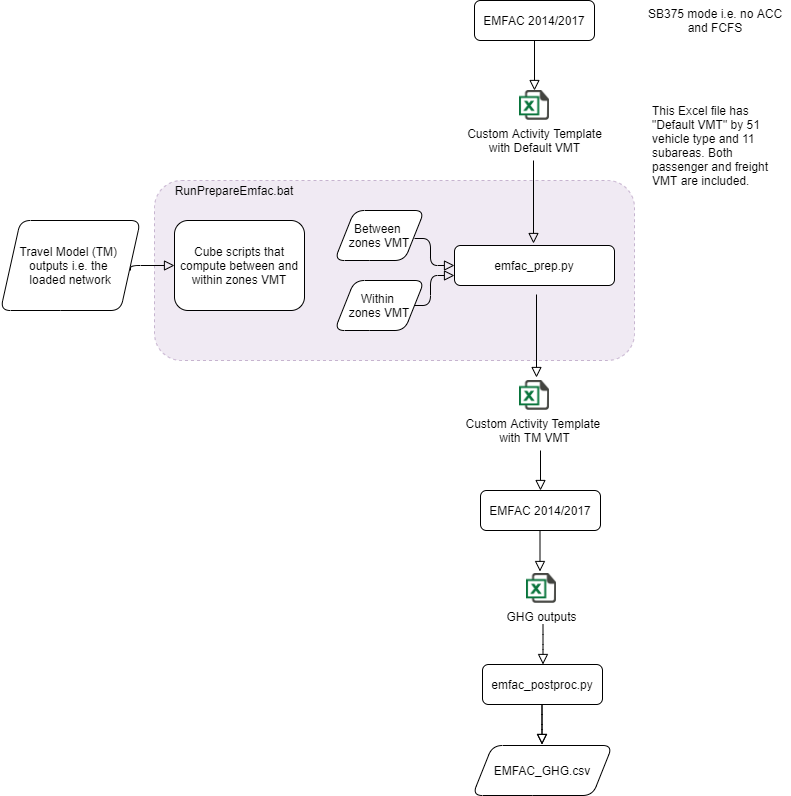 EMFAC 2014/2017
SB375 mode i.e. no ACC
and FCFS
X
Custom Activity Template
with Default VMT
This Excel file has
"Default VMT" by 51
vehicle type and 11
subareas. Both
passenger and freight
VMT are included.
RunPrepareEmfac.bat
Travel Model (TM)
outputs i.e. the
loaded network
Cube scripts that
compute between and
within zones VMT
Between
zones VMT
Within
zones VMT
emfac_prep.py
X
Custom Activity Template
with TM VMT
EMFAC 2014/2017
X
GHG outputs
emfac_postproc.py
EMFAC_GHG.csv